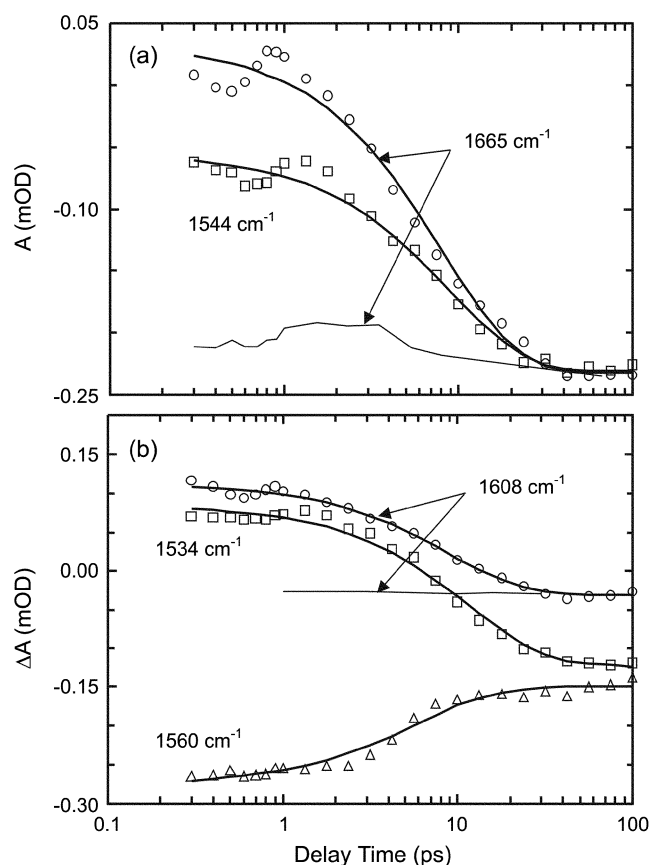 0.05
(a)
1665 cm⁻¹
A (mOD)
-0.10
1544 cm⁻¹
-0.25
(b)
0.15
1608 cm⁻¹
1534 cm⁻¹
0.00
ΔA (mOD)
-0.15
1560 cm⁻¹
-0.30
0.1 1 10 100
Delay Time (ps)